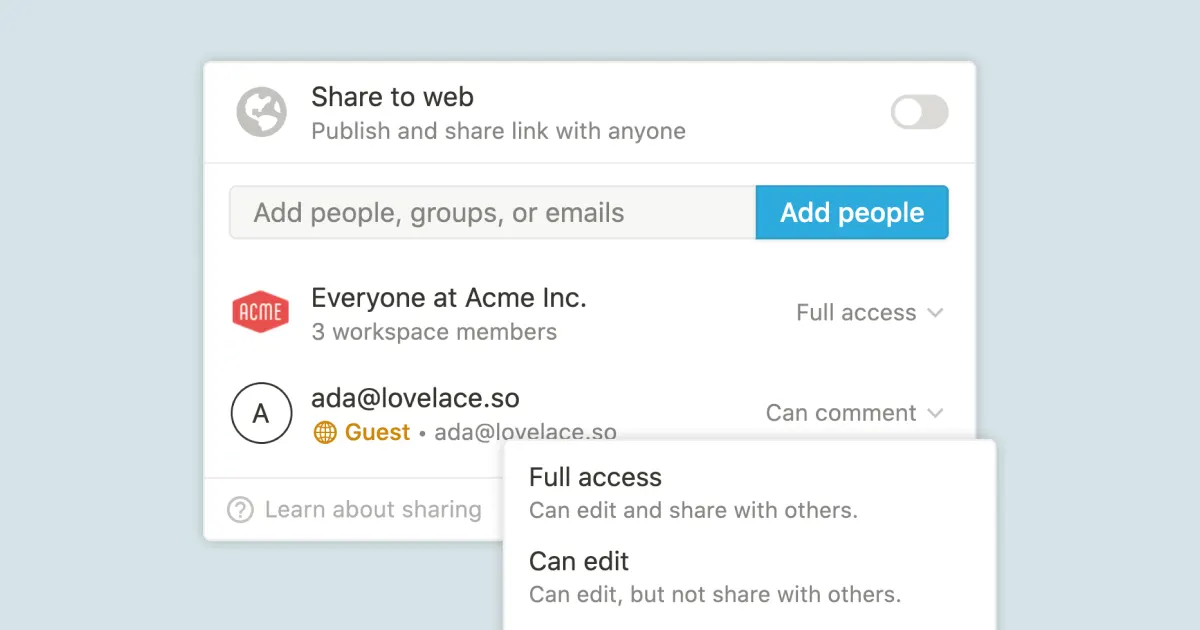 Share to web
Publish and share link with anyone
Add people, groups, or emails
Add people
ACME
Everyone at Acme Inc.
3 workspace members
Full access
A
ada@lovelace.so
Guest • ada@lovelace.so
Can comment
? Learn about sharing
Full access
Can edit and share with others.
Can edit
Can edit, but not share with others.